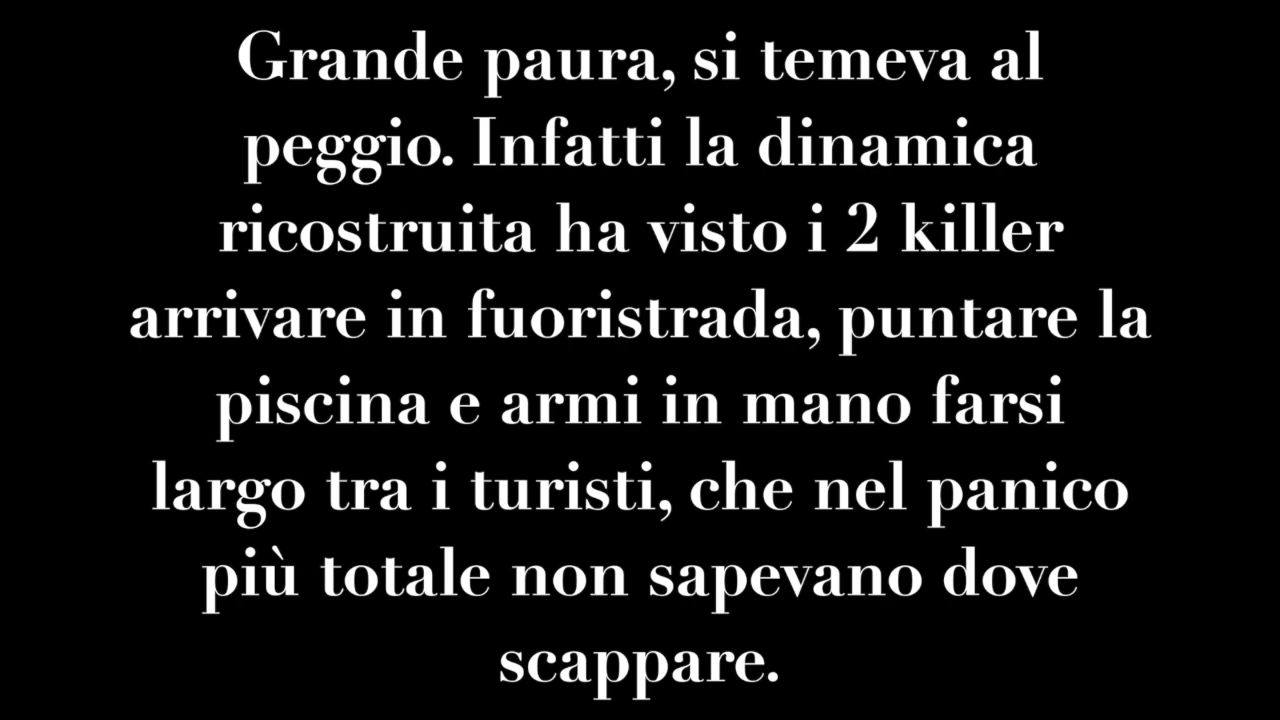 Grande paura, si temeva al
peggio. Infatti la dinamica
ricostruita ha visto i 2 killer
arrivare in fuoristrada, puntare la
piscina e armi in mano farsi
largo tra i turisti, che nel panico
più totale non sapevano dove
scappare.